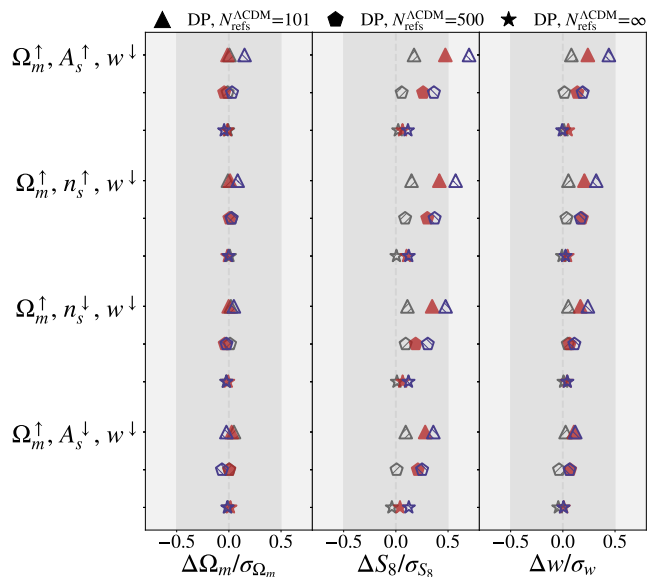 DP, N_refs^ΛCDM=101 DP, N_refs^ΛCDM=500 DP, N_refs^ΛCDM=∞
Ω_m^↑, A_s^↑, w^↓
Ω_m^↑, n_s^↑, w^↓
Ω_m^↑, n_s^↓, w^↓
Ω_m^↑, A_s^↓, w^↓
−0.5 0.0 0.5 −0.5 0.0 0.5 −0.5 0.0 0.5
ΔΩ_m/σ_Ω_m ΔS_8/σ_S_8 Δw/σ_w